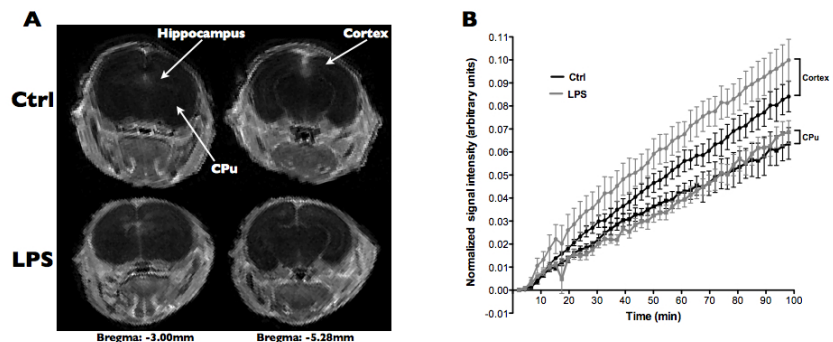 A
Hippocampus
Cortex
Ctrl
CPu
LPS
Bregma: -3.00mm
Bregma: -5.28mm
B
Normalized signal intensity (arbitrary units)
0.11
0.10
0.09
0.08
0.07
0.06
0.05
0.04
0.03
0.02
0.01
0.00
-0.01
Ctrl
LPS
Cortex
CPu
10 20 30 40 50 60 70 80 90 100
Time (min)